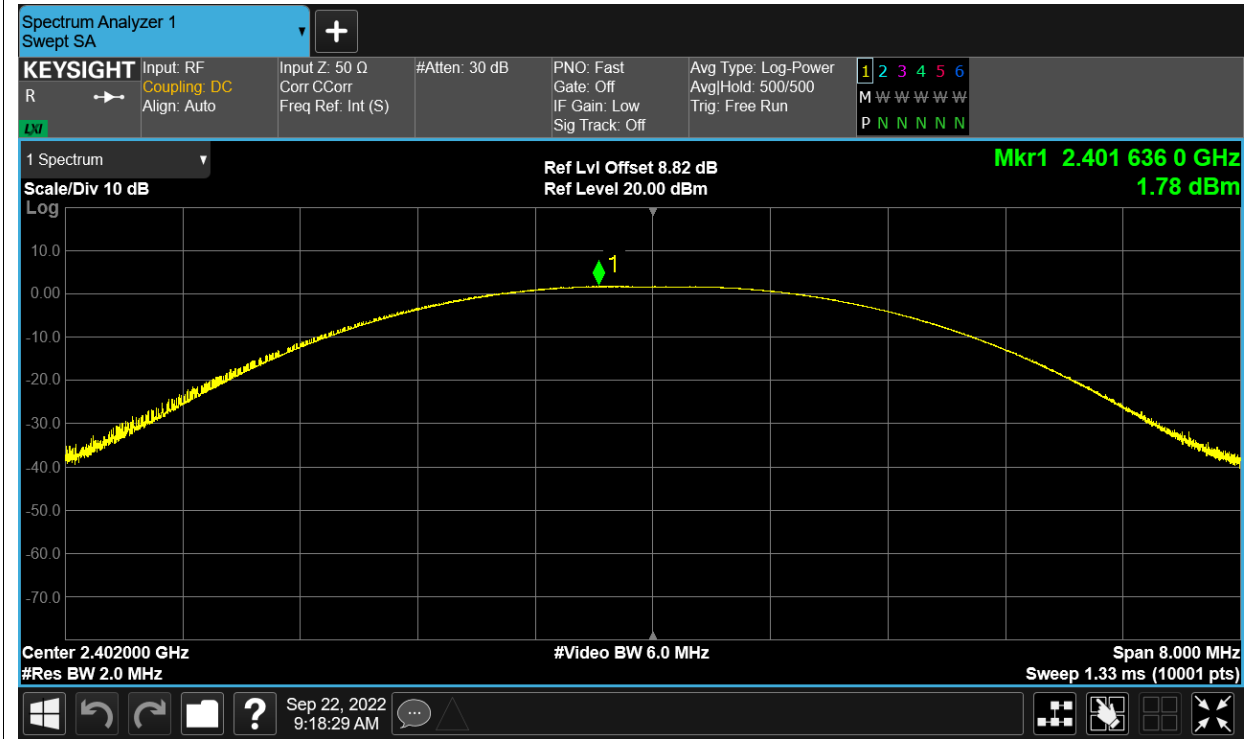 Spectrum Analyzer 1
Swept SA
+
KEYSIGHT
R
LXI
Input: RF
Coupling: DC
Align: Auto
Input Z: 50 Ω
Corr CCorr
Freq Ref: Int (S)
#Atten: 30 dB
PNO: Fast
Gate: Off
IF Gain: Low
Sig Track: Off
Avg Type: Log-Power
Avg|Hold: 500/500
Trig: Free Run
1 2 3 4 5 6
M W W W W W
P N N N N N
1 Spectrum
Scale/Div 10 dB
Log
Ref Lvl Offset 8.82 dB
Ref Level 20.00 dBm
Mkr1 2.401 636 0 GHz
1.78 dBm
10.0
1
0.00
-10.0
-20.0
-30.0
-40.0
-50.0
-60.0
-70.0
Center 2.402000 GHz
#Video BW 6.0 MHz
Span 8.000 MHz
#Res BW 2.0 MHz
Sweep 1.33 ms (10001 pts)
?
Sep 22, 2022
9:18:29 AM